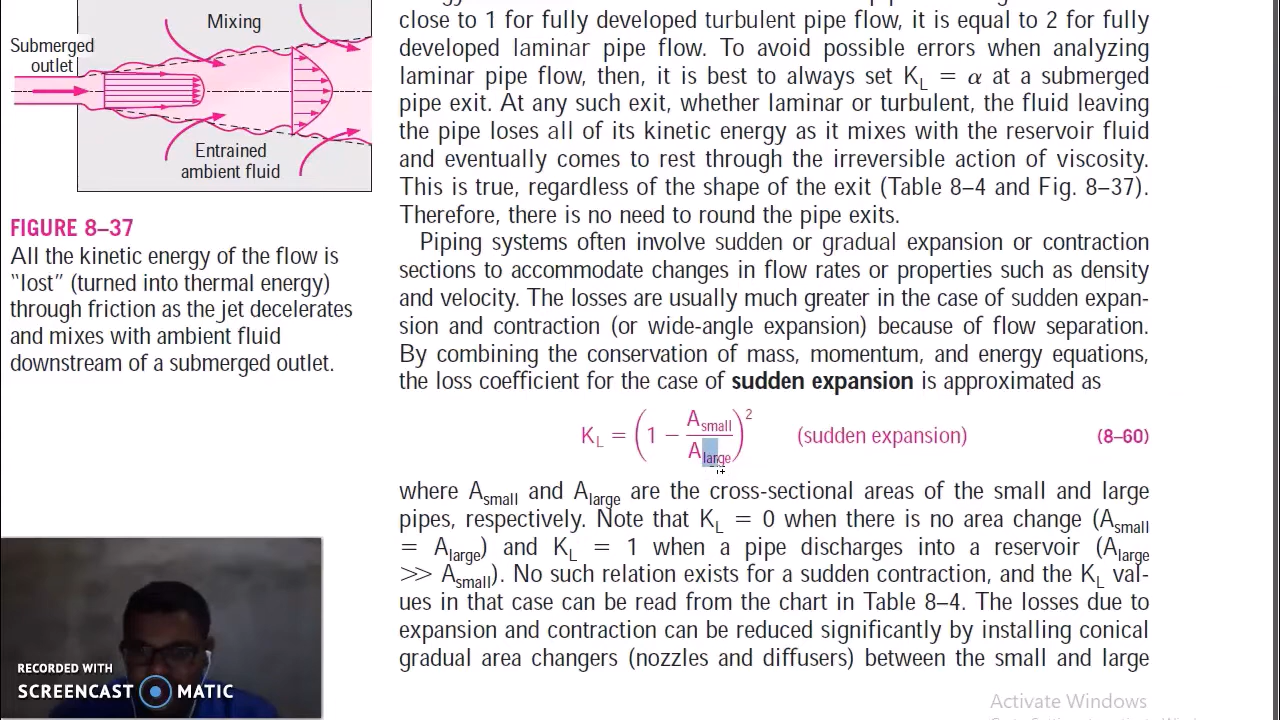 Mixing
Submerged
outlet
Entrained
ambient fluid
FIGURE 8–37
All the kinetic energy of the flow is
“lost” (turned into thermal energy)
through friction as the jet decelerates
and mixes with ambient fluid
downstream of a submerged outlet.
close to 1 for fully developed turbulent pipe flow, it is equal to 2 for fully
developed laminar pipe flow. To avoid possible errors when analyzing
laminar pipe flow, then, it is best to always set K_L = α at a submerged
pipe exit. At any such exit, whether laminar or turbulent, the fluid leaving
the pipe loses all of its kinetic energy as it mixes with the reservoir fluid
and eventually comes to rest through the irreversible action of viscosity.
This is true, regardless of the shape of the exit (Table 8–4 and Fig. 8–37).
Therefore, there is no need to round the pipe exits.
Piping systems often involve sudden or gradual expansion or contraction
sections to accommodate changes in flow rates or properties such as density
and velocity. The losses are usually much greater in the case of sudden expan-
sion and contraction (or wide-angle expansion) because of flow separation.
By combining the conservation of mass, momentum, and energy equations,
the loss coefficient for the case of sudden expansion is approximated as
K_L = (1 − A_small / A_large)² (sudden expansion) (8–60)
where A_small and A_large are the cross-sectional areas of the small and large
pipes, respectively. Note that K_L = 0 when there is no area change (A_small
= A_large) and K_L = 1 when a pipe discharges into a reservoir (A_large
≫ A_small). No such relation exists for a sudden contraction, and the K_L val-
ues in that case can be read from the chart in Table 8–4. The losses due to
expansion and contraction can be reduced significantly by installing conical
gradual area changers (nozzles and diffusers) between the small and large
RECORDED WITH
SCREENCAST MATIC
Activate Windows